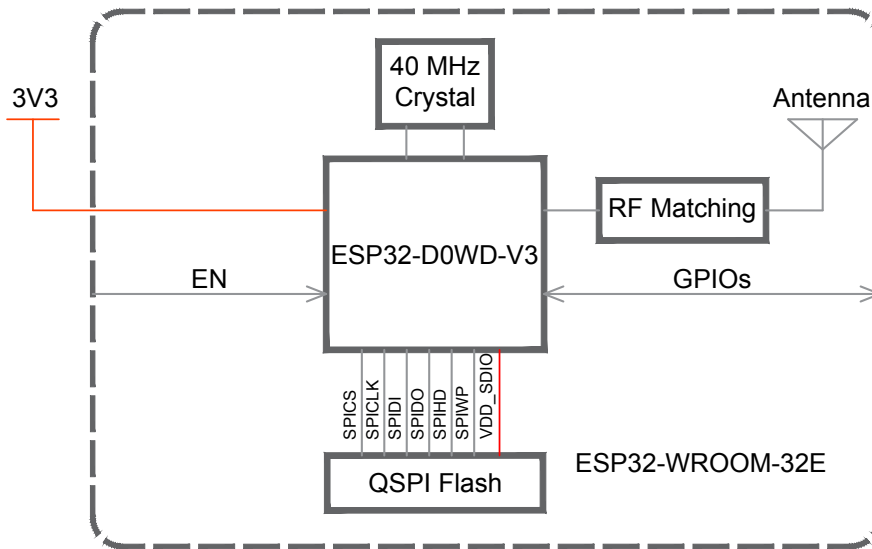 40 MHz
Crystal
3V3
Antenna
RF Matching
ESP32-D0WD-V3
EN
GPIOs
SPICS
SPICLK
SPIDI
SPIDO
SPIHD
SPIWP
VDD_SDIO
ESP32-WROOM-32E
QSPI Flash